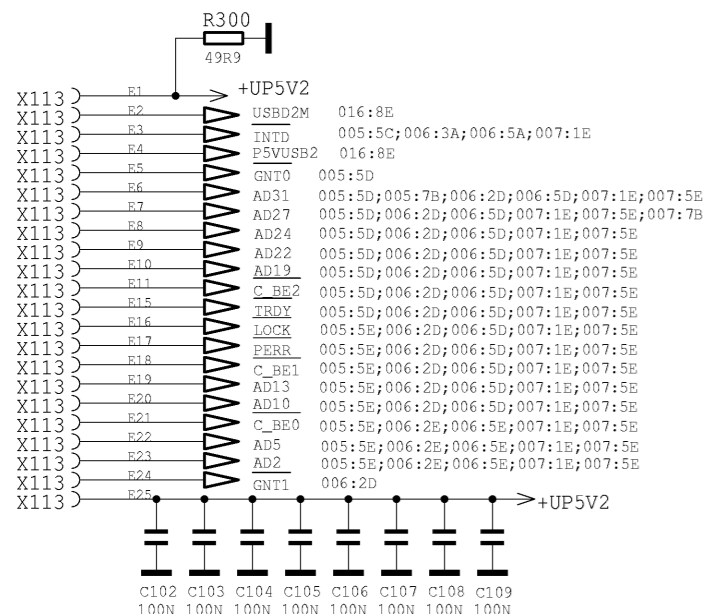 R300
49R9
X113 E1 +UP5V2
X113 E2 USBD2M 016:8E
X113 E3 INTD 005:5C;006:3A;006:5A;007:1E
X113 E4 P5VUSB2 016:8E
X113 E5 GNT0 005:5D
X113 E6 AD31 005:5D;005:7B;006:2D;006:5D;007:1E;007:5E
X113 E7 AD27 005:5D;006:2D;006:5D;007:1E;007:5E;007:7B
X113 E8 AD24 005:5D;006:2D;006:5D;007:1E;007:5E
X113 E9 AD22 005:5D;006:2D;006:5D;007:1E;007:5E
X113 E10 AD19 005:5D;006:2D;006:5D;007:1E;007:5E
X113 E11 C_BE2 005:5D;006:2D;006:5D;007:1E;007:5E
X113 E15 TRDY 005:5D;006:2D;006:5D;007:1E;007:5E
X113 E16 LOCK 005:5E;006:2D;006:5D;007:1E;007:5E
X113 E17 PERR 005:5E;006:2D;006:5D;007:1E;007:5E
X113 E18 C_BE1 005:5E;006:2D;006:5D;007:1E;007:5E
X113 E19 AD13 005:5E;006:2D;006:5D;007:1E;007:5E
X113 E20 AD10 005:5E;006:2D;006:5D;007:1E;007:5E
X113 E21 C_BE0 005:5E;006:2E;006:5E;007:1E;007:5E
X113 E22 AD5 005:5E;006:2E;006:5E;007:1E;007:5E
X113 E23 AD2 005:5E;006:2E;006:5E;007:1E;007:5E
X113 E24 GNT1 006:2D
X113 E25 +UP5V2
C102 C103 C104 C105 C106 C107 C108 C109
100N 100N 100N 100N 100N 100N 100N 100N